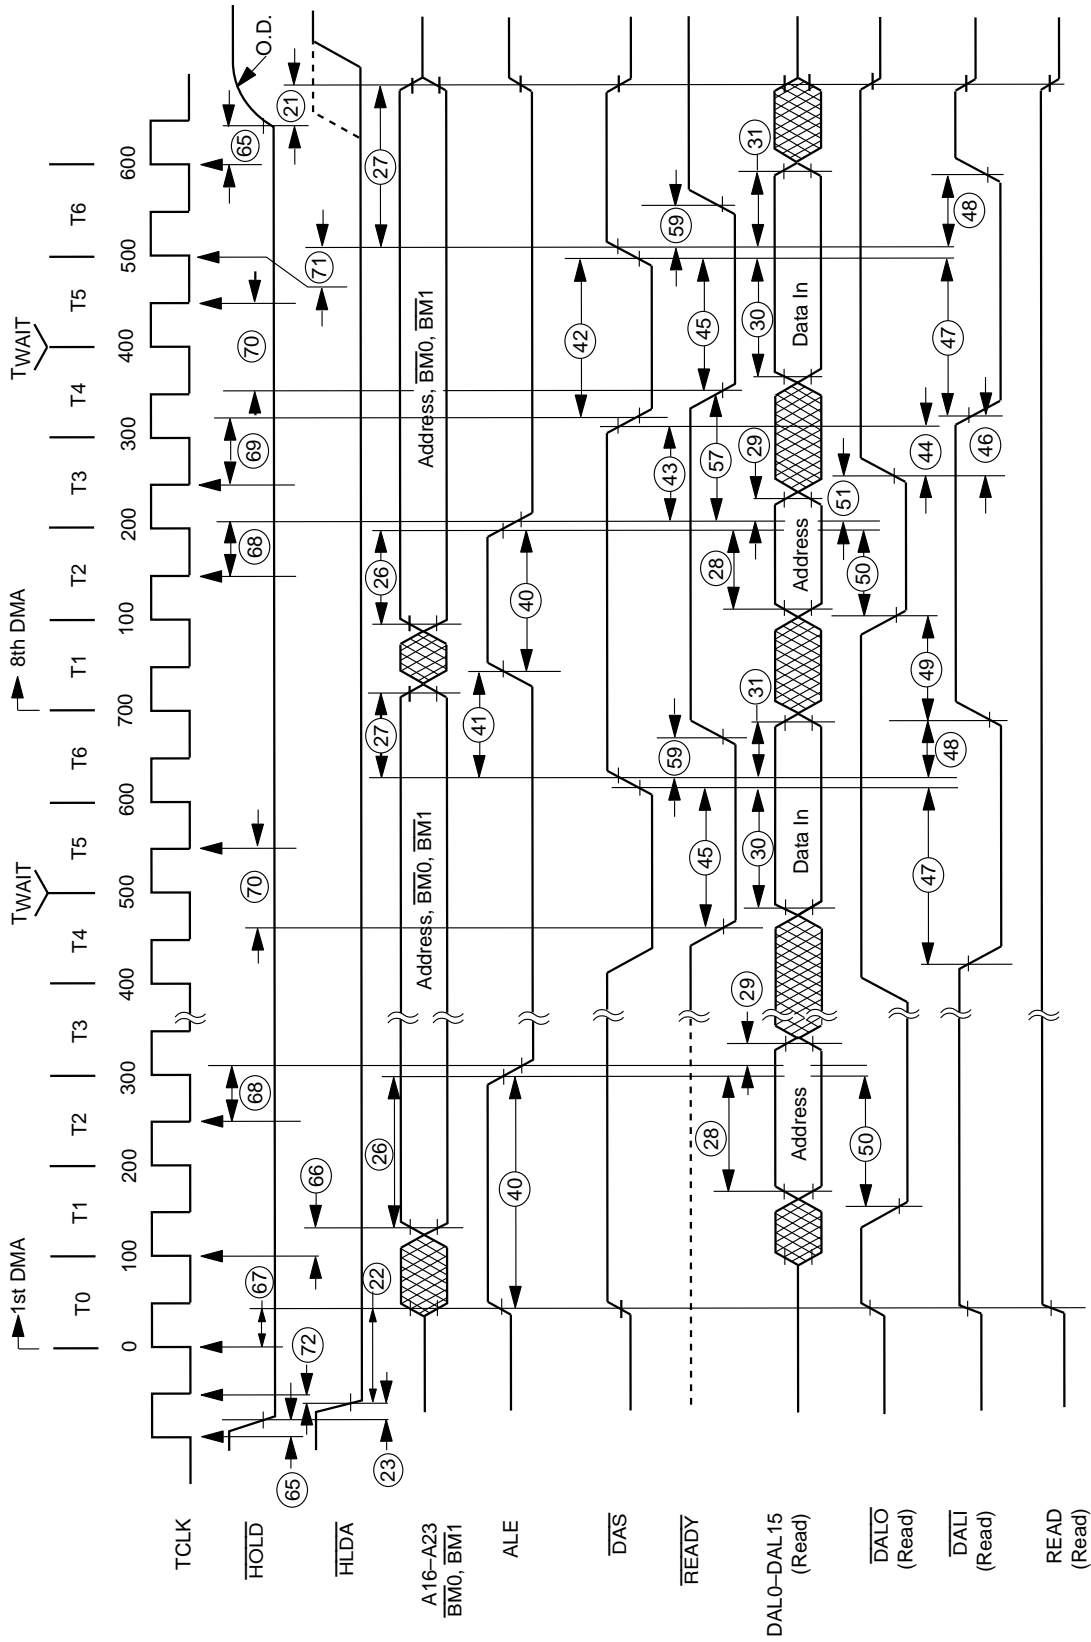 1st DMA TWAIT 8th DMA TWAIT
T0 T1 T2 T3 T4 T5 T6 T1 T2 T3 T4 T5 T6
0 100 200 300 400 500 600 700 100 200 300 400 500 600
TCLK
HOLD
65 67 68 70 68 69 70 65 O.D.
21
HLDA
23 72 22 66 71
A16–A23
BM0, BM1
26 Address, BM0, BM1 27 26 Address, BM0, BM1 27
ALE
40 41 40
DAS
42
READY
45 59 43 57 45 59
DAL0–DAL15
(Read)
28 Address 29 30 Data In 31 28 Address 29 30 Data In 31
DALO
(Read)
50 50 51
DALI
(Read)
47 48 49 44 46 47 48
READ
(Read)